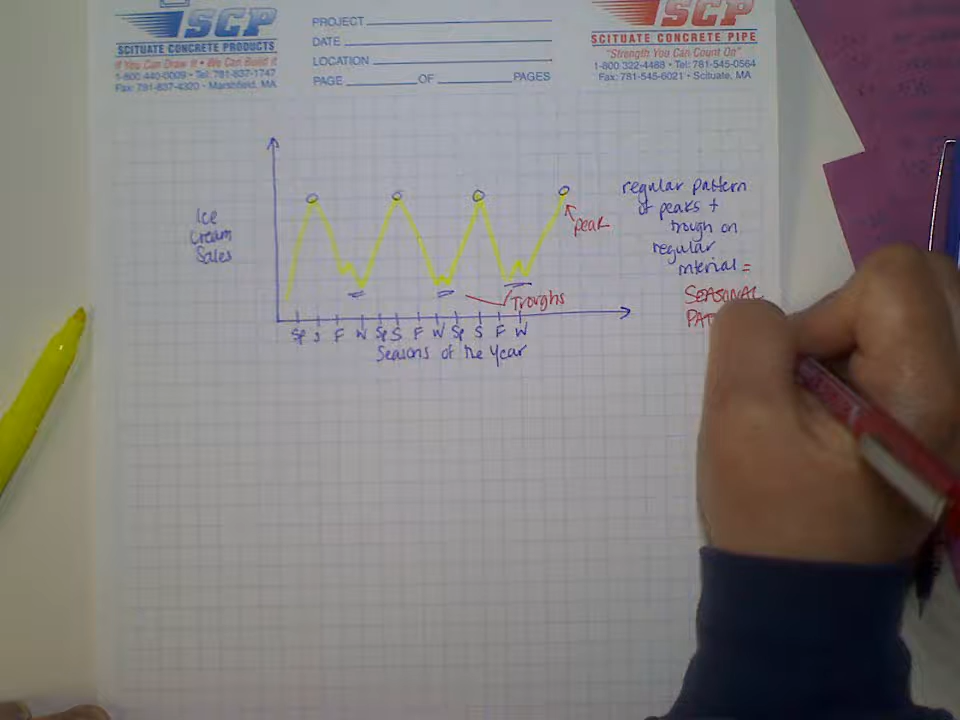 SCP
SCITUATE CONCRETE PRODUCTS
If You Can Draw It • We Can Build It
1-800 440-0009 • Tel: 781-837-1747
Fax: 781-837-4320 • Marshfield, MA
PROJECT
DATE
LOCATION
PAGE OF PAGES
SCP
SCITUATE CONCRETE PIPE
"Strength You Can Count On"
1-800 322-4488 • Tel: 781-545-0564
Fax: 781-545-6021 • Scituate, MA
Ice
Cream
Sales
peak
Troughs
Sp S F W Sp S F W Sp S F W
Seasons of the Year
regular pattern
of peaks +
trough on
regular
interval =
SEASONAL
PAT